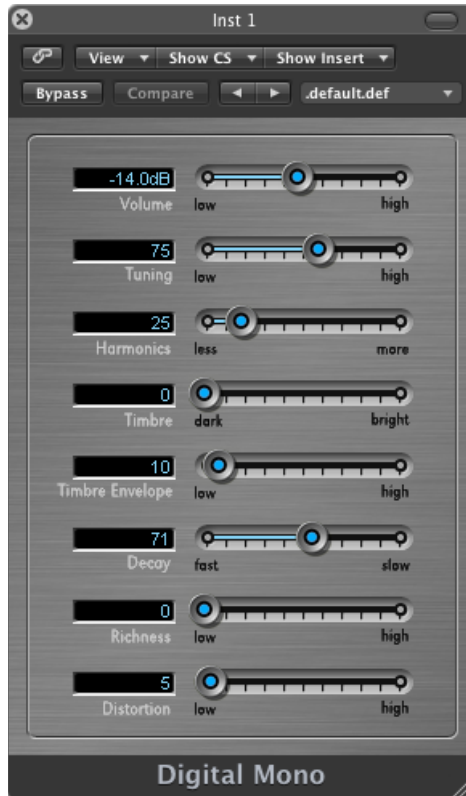 Inst 1
View Show CS Show Insert
Bypass Compare .default.def
-14.0dB
Volume low high
75
Tuning low high
25
Harmonics less more
0
Timbre dark bright
10
Timbre Envelope low high
71
Decay fast slow
0
Richness low high
5
Distortion low high
Digital Mono